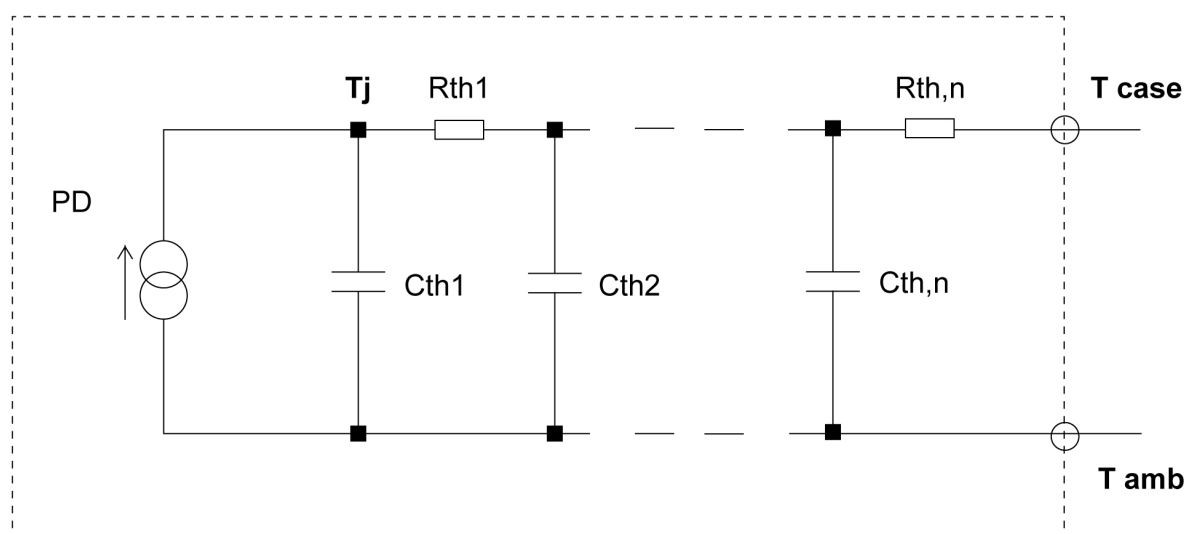 Tj
Rth1
Rth,n
T case
PD
Cth1
Cth2
Cth,n
T amb